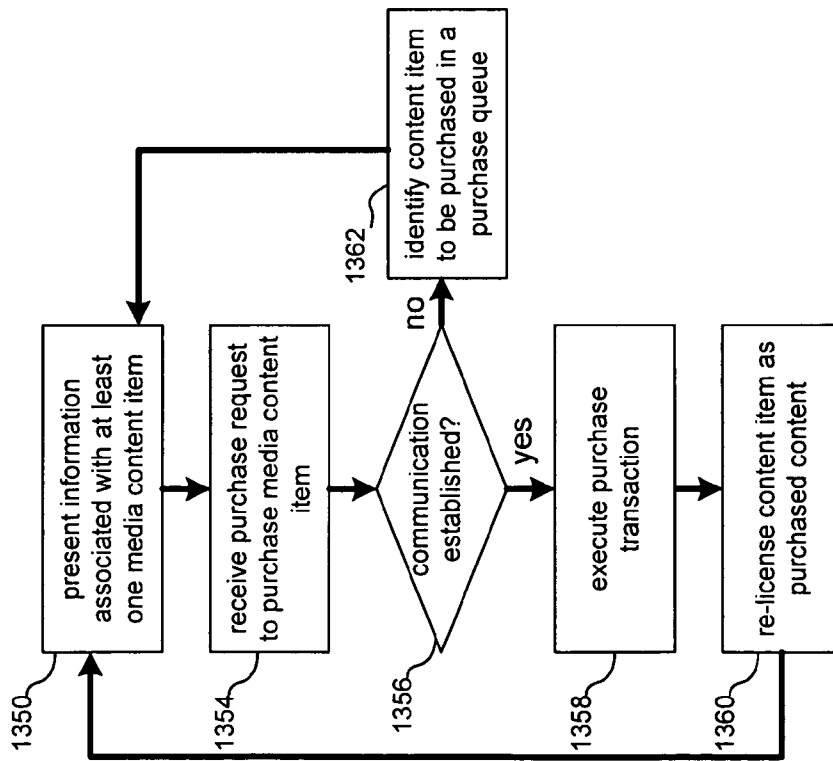 1350
present information
associated with at least
one media content item
1354
receive purchase request
to purchase media content
item
1356
communication
established?
no
yes
1362
identify content item
to be purchased in a
purchase queue
1358
execute purchase
transaction
1360
re-license content item as
purchased content